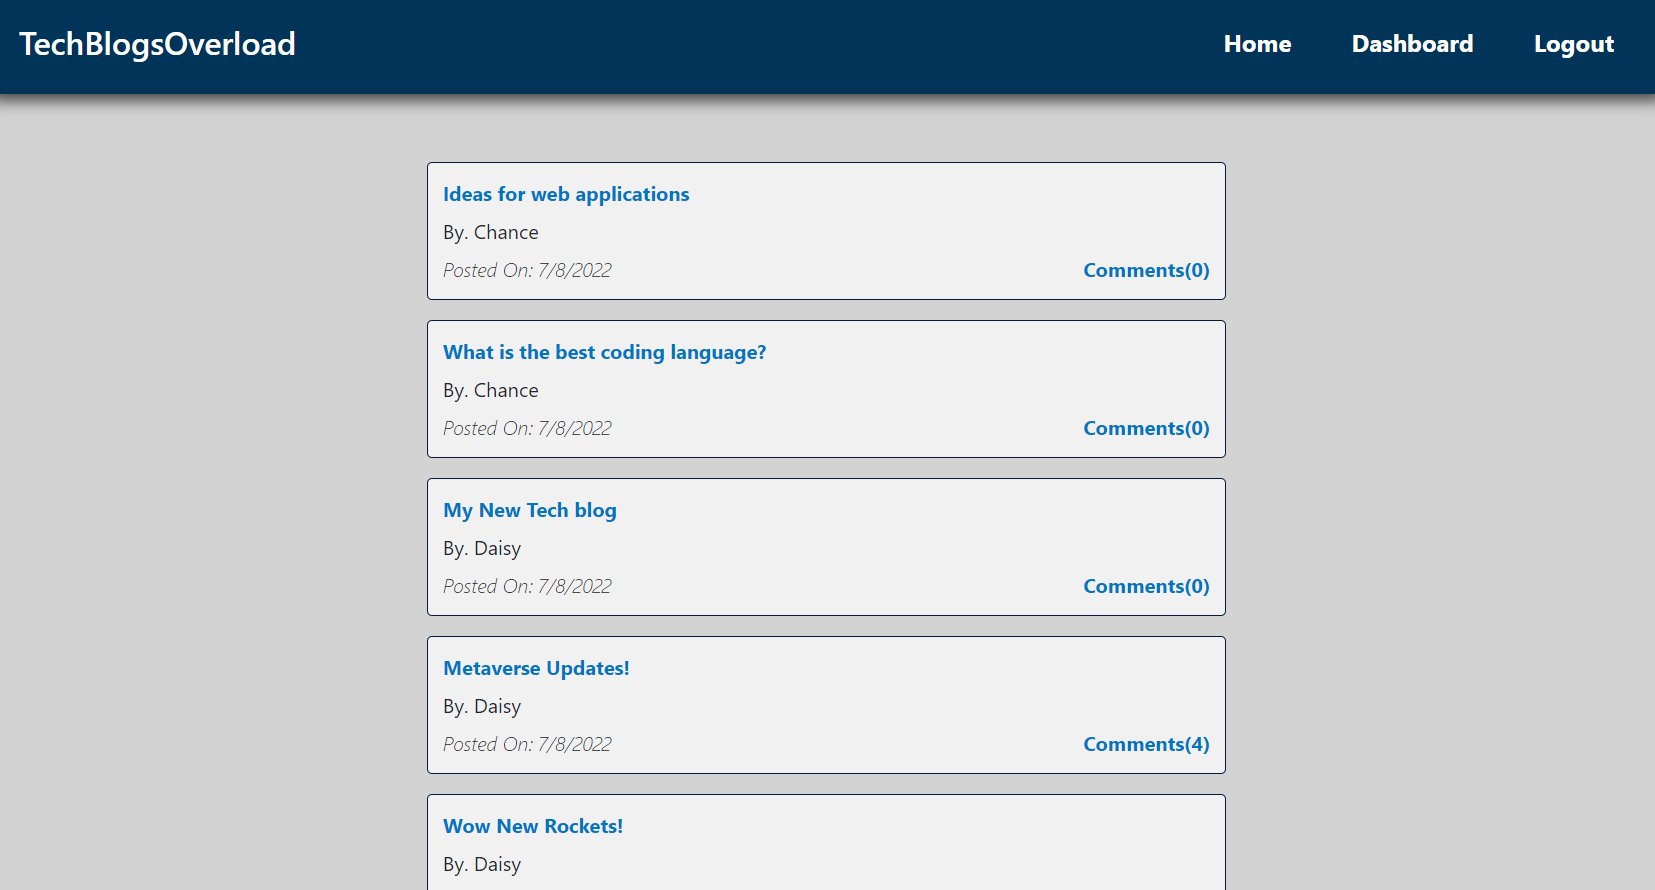 TechBlogsOverload
Home Dashboard Logout
Ideas for web applications
By. Chance
Posted On: 7/8/2022 Comments(0)
What is the best coding language?
By. Chance
Posted On: 7/8/2022 Comments(0)
My New Tech blog
By. Daisy
Posted On: 7/8/2022 Comments(0)
Metaverse Updates!
By. Daisy
Posted On: 7/8/2022 Comments(4)
Wow New Rockets!
By. Daisy